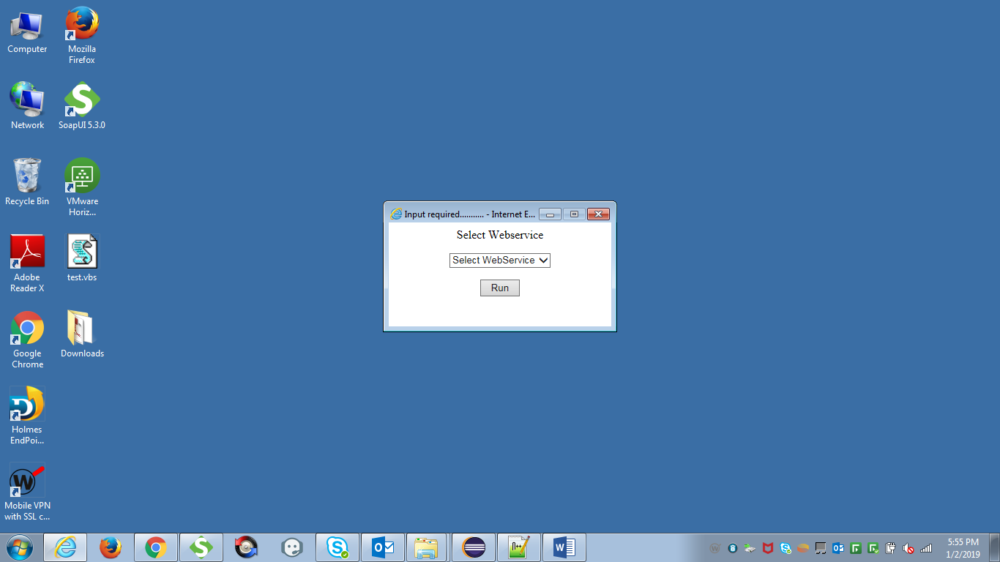 Computer
Mozilla
Firefox
Network
SoapUI 5.3.0
Recycle Bin
VMware
Horiz...
Adobe
Reader X
test.vbs
Google
Chrome
Downloads
Holmes
EndPoi...
Mobile VPN
with SSL c...
Input required........... - Internet E...
Select Webservice
Select WebService
Run
5:55 PM
1/2/2019